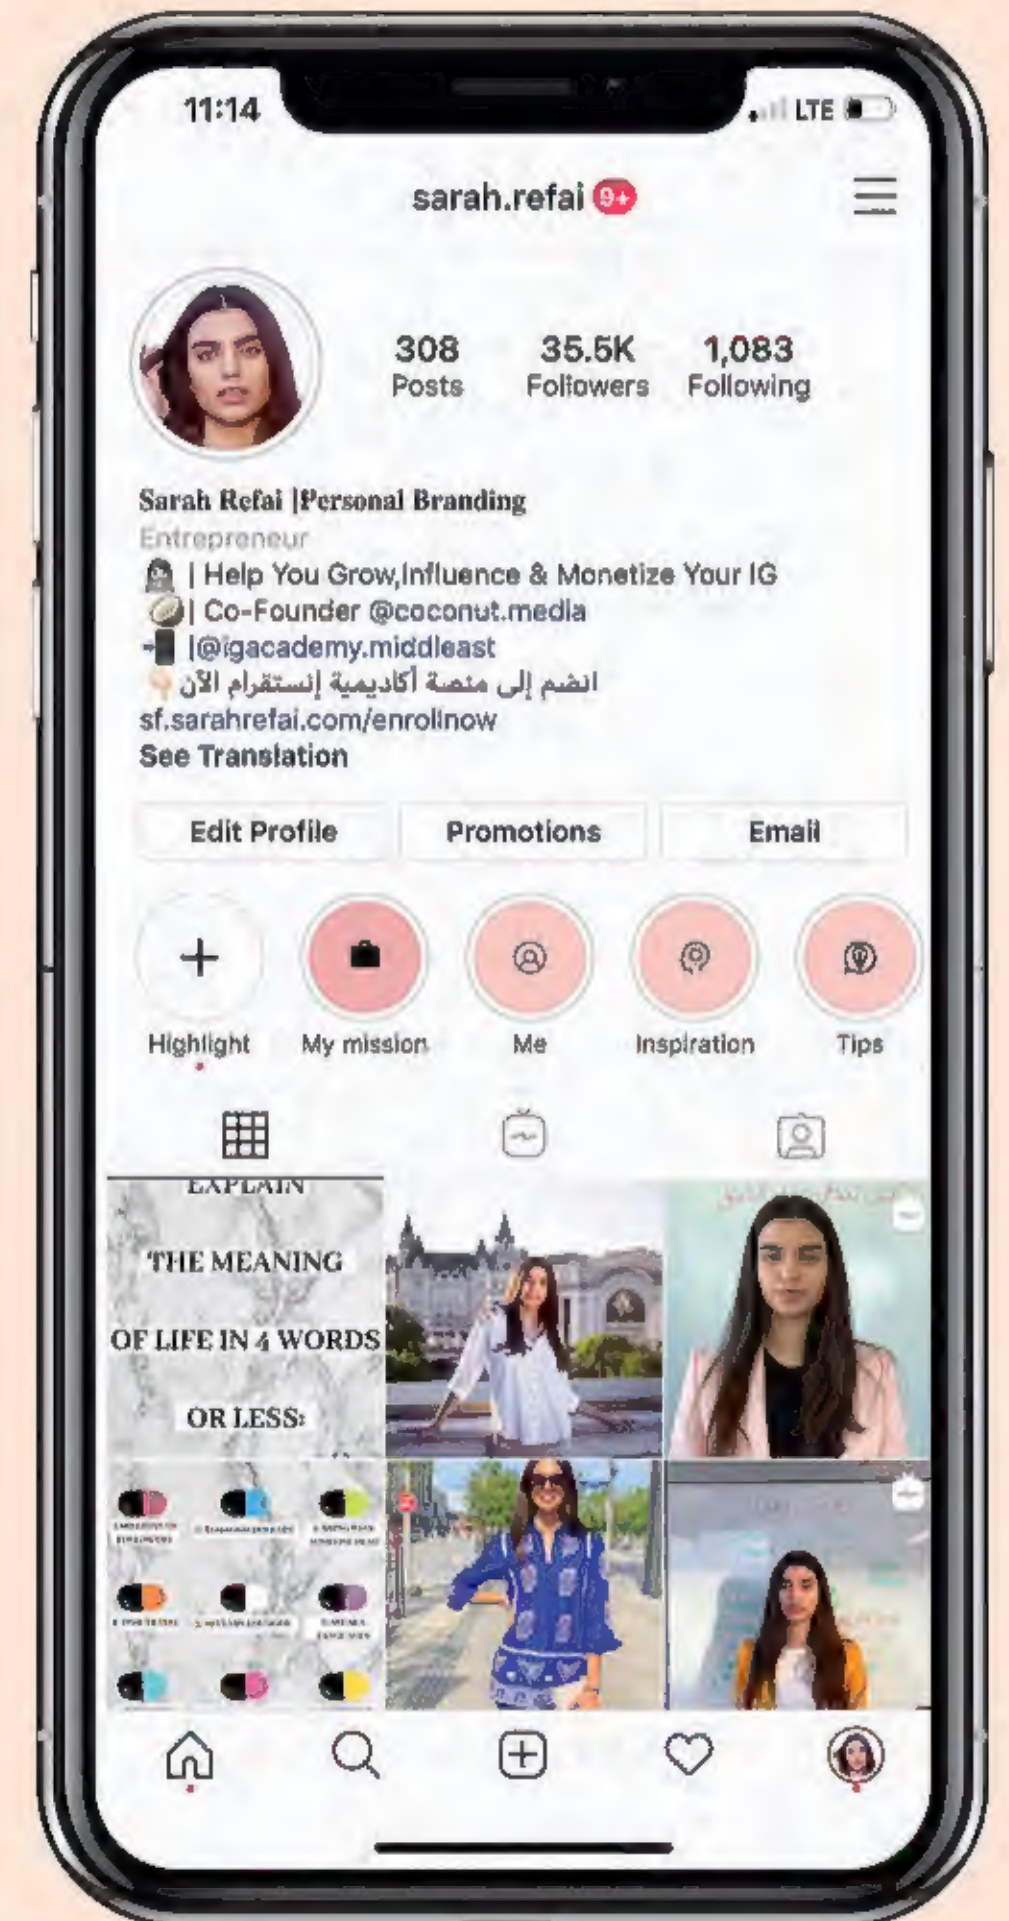 11:14
LTE
sarah.refai 9+
308 35.5K 1,083
Posts Followers Following
Sarah Refai |Personal Branding
Entrepreneur
| Help You Grow,Influence & Monetize Your IG
| Co-Founder @coconut.media
|@igacademy.middleast
انضم إلى منصة أكاديمية إنستقرام الآن
sf.sarahrefai.com/enrollnow
See Translation
Edit Profile Promotions Email
Highlight My mission Me Inspiration Tips
EXPLAIN
THE MEANING
OF LIFE IN 4 WORDS
OR LESS: